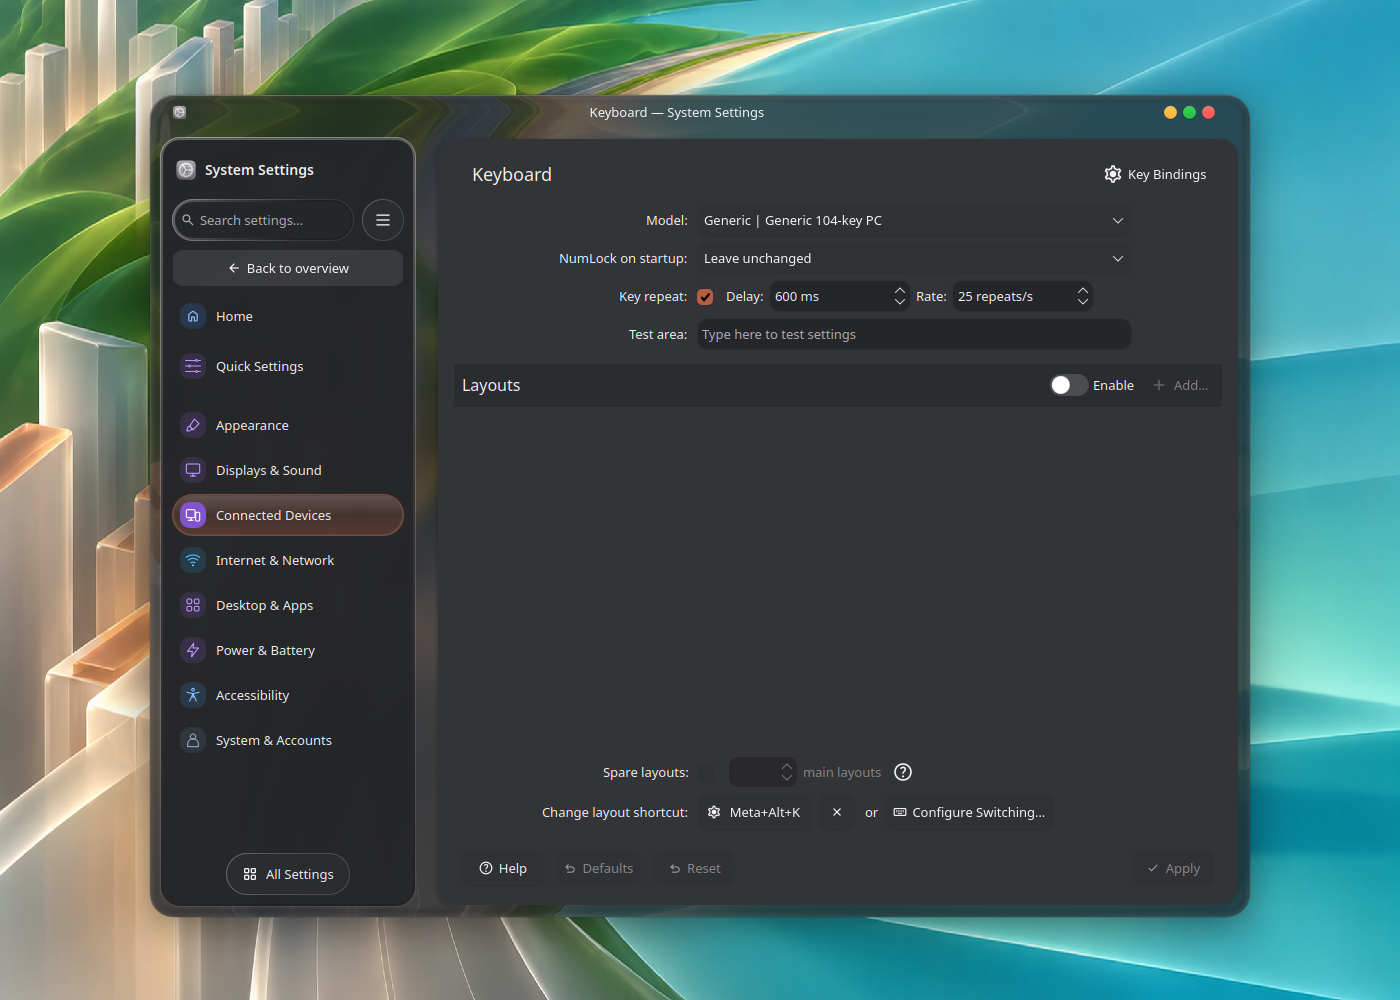 Keyboard — System Settings
System Settings
Search settings...
Back to overview
Home
Quick Settings
Appearance
Displays & Sound
Connected Devices
Internet & Network
Desktop & Apps
Power & Battery
Accessibility
System & Accounts
All Settings
Keyboard
Key Bindings
Model: Generic | Generic 104-key PC
NumLock on startup: Leave unchanged
Key repeat: Delay: 600 ms Rate: 25 repeats/s
Test area: Type here to test settings
Layouts Enable Add...
Spare layouts: main layouts
Change layout shortcut: Meta+Alt+K or Configure Switching...
Help Defaults Reset Apply